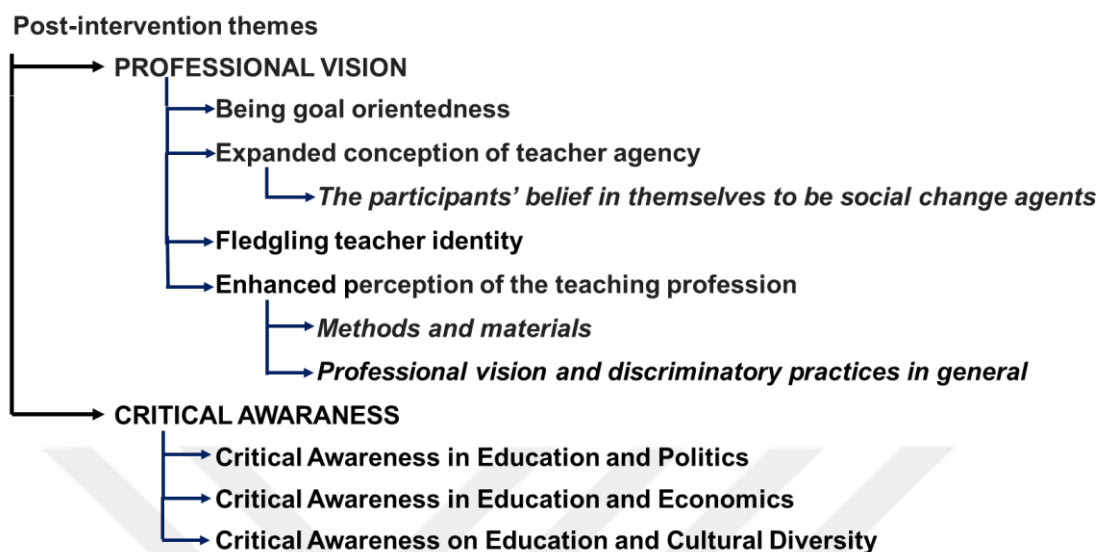 Post-intervention themes
PROFESSIONAL VISION
Being goal orientedness
Expanded conception of teacher agency
The participants' belief in themselves to be social change agents
Fledgling teacher identity
Enhanced perception of the teaching profession
Methods and materials
Professional vision and discriminatory practices in general
CRITICAL AWARANESS
Critical Awareness in Education and Politics
Critical Awareness in Education and Economics
Critical Awareness on Education and Cultural Diversity